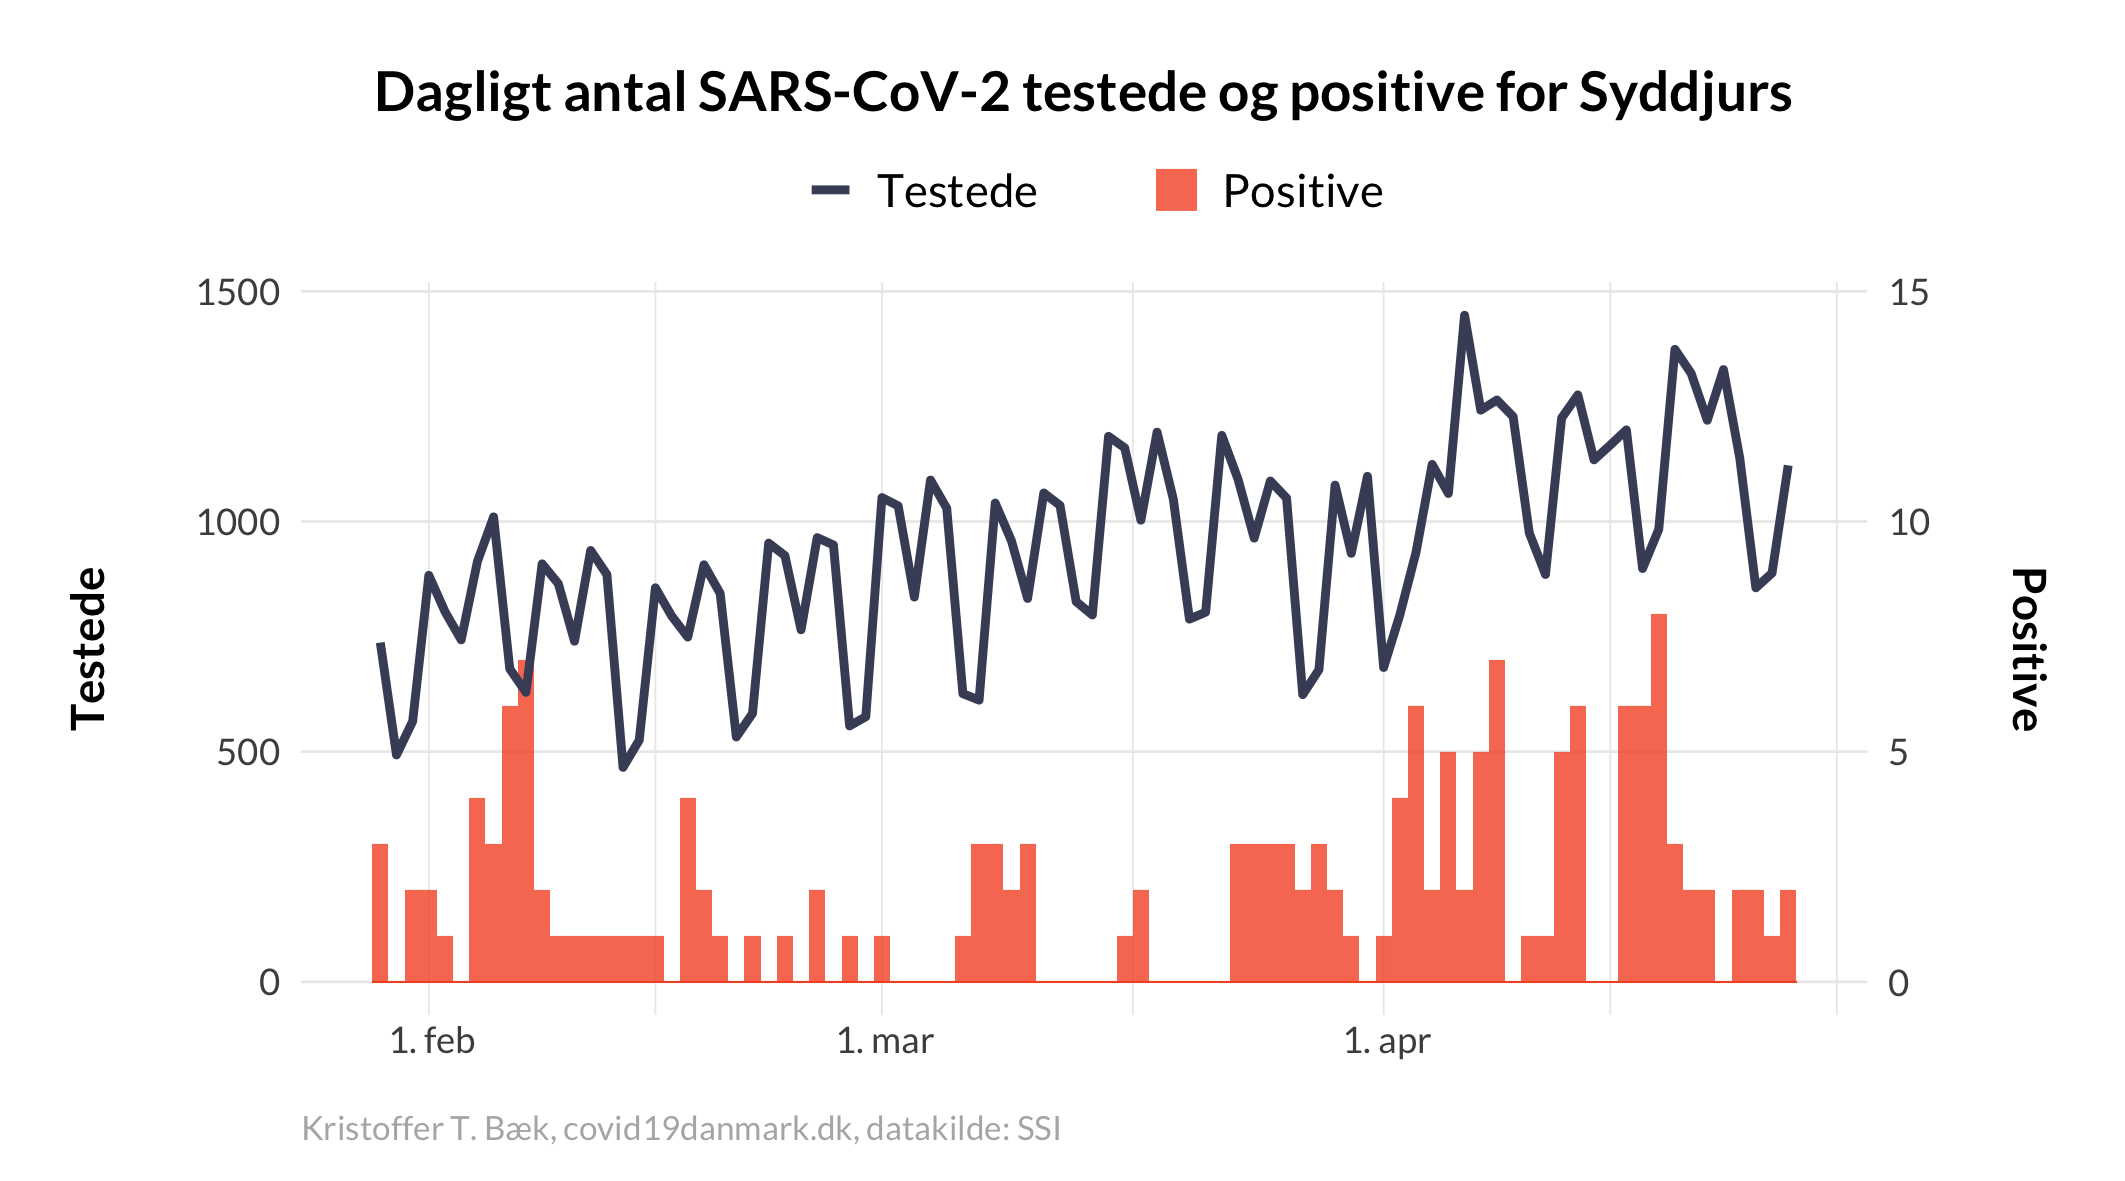 Dagligt antal SARS-CoV-2 testede og positive for Syddjurs
Testede Positive
1500 15
1000 10
Testede
Positive
500 5
0 0
1. feb 1. mar 1. apr
Kristoffer T. Bæk, covid19danmark.dk, datakilde: SSI